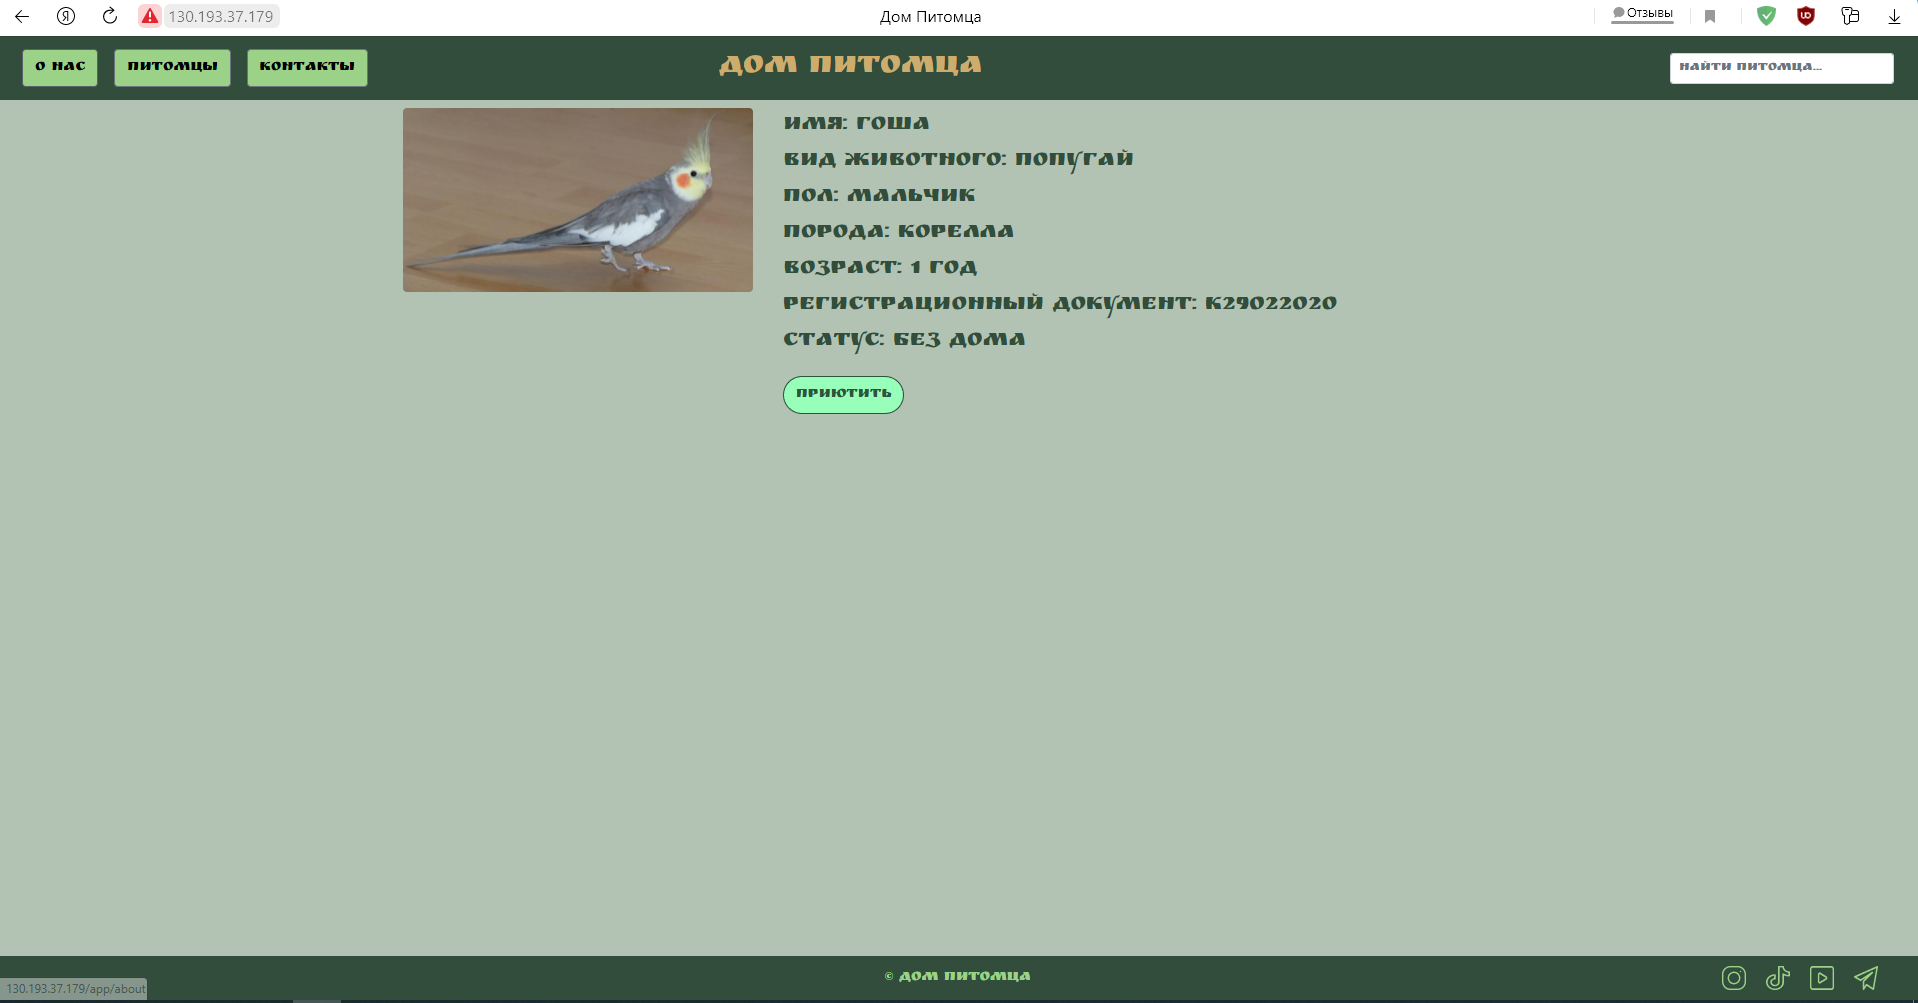 130.193.37.179
Дом Питомца
Отзывы
О НАС
ПИТОМЦЫ
КОНТАКТЫ
ДОМ ПИТОМЦА
НАЙТИ ПИТОМЦА...
ИМЯ: ГОША
ВИД ЖИВОТНОГО: ПОПУГАЙ
ПОЛ: МАЛЬЧИК
ПОРОДА: КОРЕЛЛА
ВОЗРАСТ: 1 ГОД
РЕГИСТРАЦИОННЫЙ ДОКУМЕНТ: К29022020
СТАТУС: БЕЗ ДОМА
ПРИЮТИТЬ
© ДОМ ПИТОМЦА
130.193.37.179/app/about